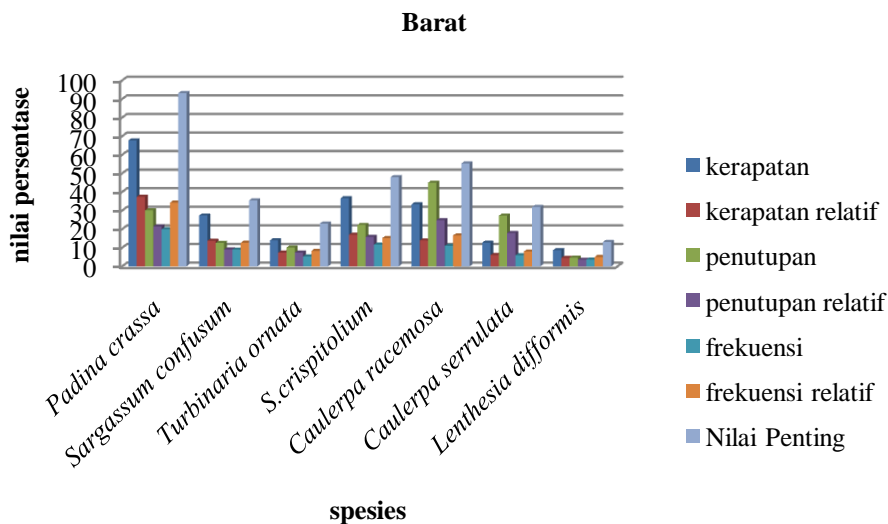 Barat
nilai persentase
100
90
80
70
60
50
40
30
20
10
0
Padina crassa
Sargassum confusum
Turbinaria ornata
S.crispitolium
Caulerpa racemosa
Caulerpa serrulata
Lenthesia difformis
spesies
kerapatan
kerapatan relatif
penutupan
penutupan relatif
frekuensi
frekuensi relatif
Nilai Penting